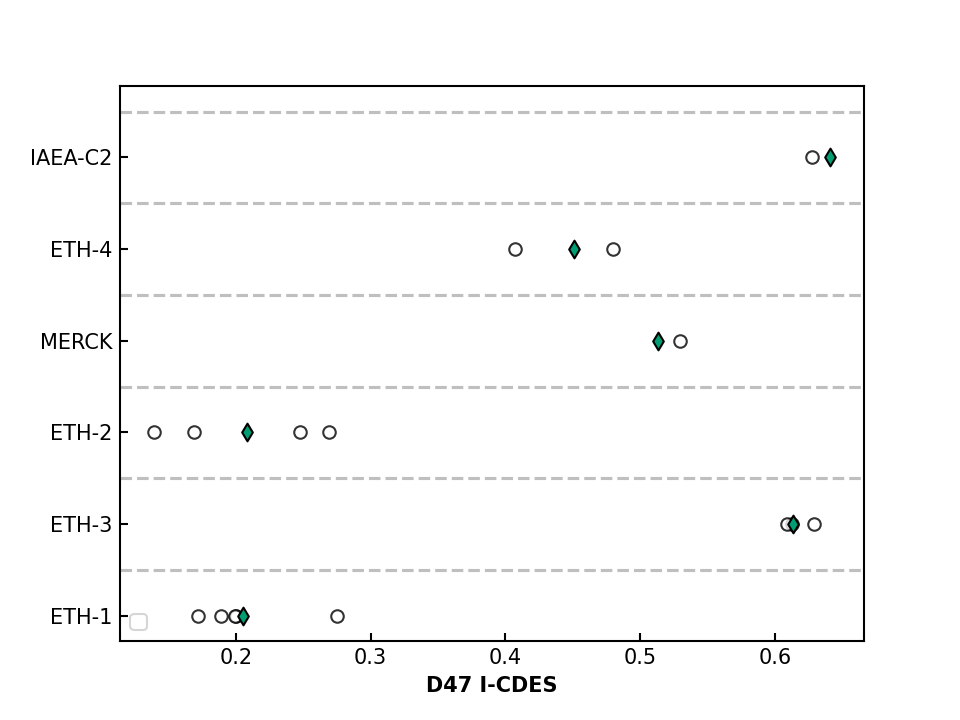 IAEA-C2
ETH-4
MERCK
ETH-2
ETH-3
ETH-1
0.2 0.3 0.4 0.5 0.6
D47 I-CDES